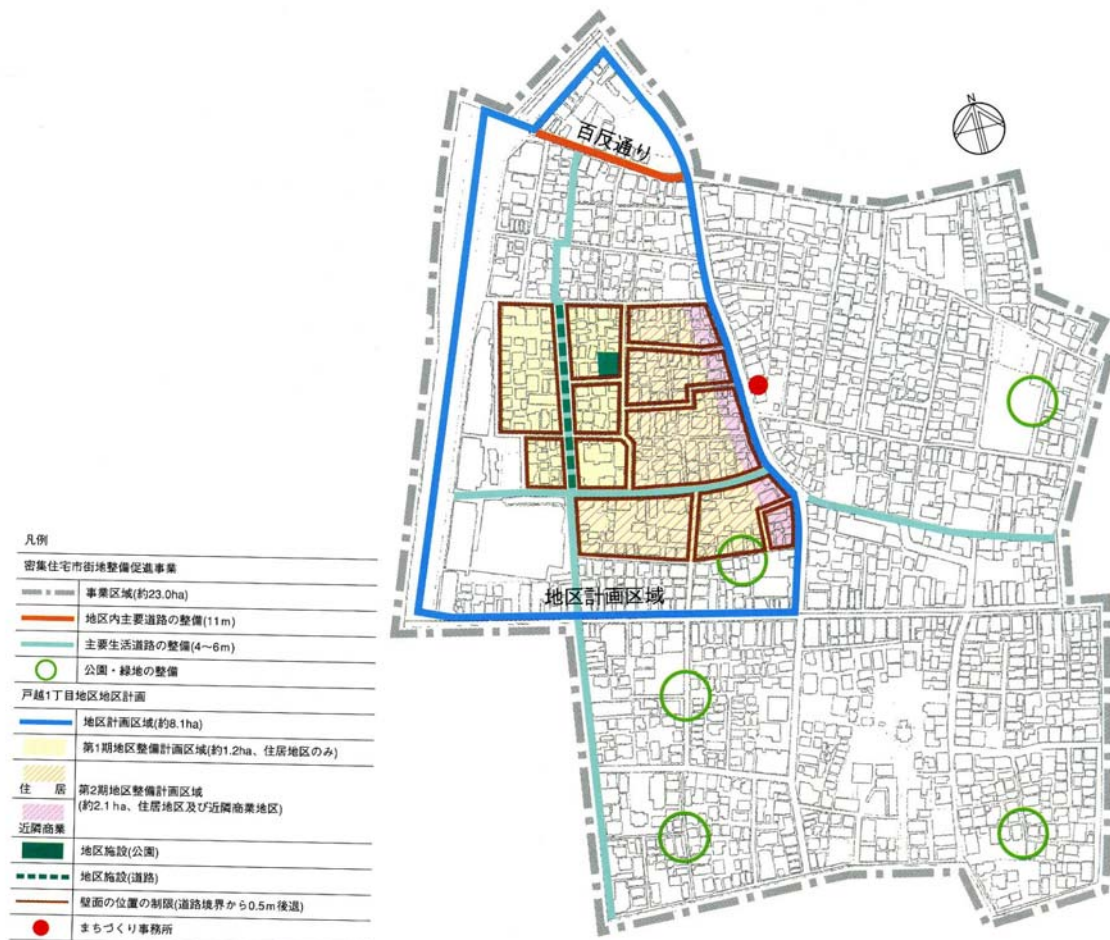 N
百反通り
地区計画区域
凡例
密集住宅市街地整備促進事業
事業区域(約23.0ha)
地区内主要道路の整備(11m)
主要生活道路の整備(4〜6m)
公園・緑地の整備
戸越1丁目地区地区計画
地区計画区域(約8.1ha)
第1期地区整備計画区域(約1.2ha、住居地区のみ)
住 居
第2期地区整備計画区域
(約2.1ha、住居地区及び近隣商業地区)
近隣商業
地区施設(公園)
地区施設(道路)
壁面の位置の制限(道路境界から0.5m後退)
まちづくり事務所